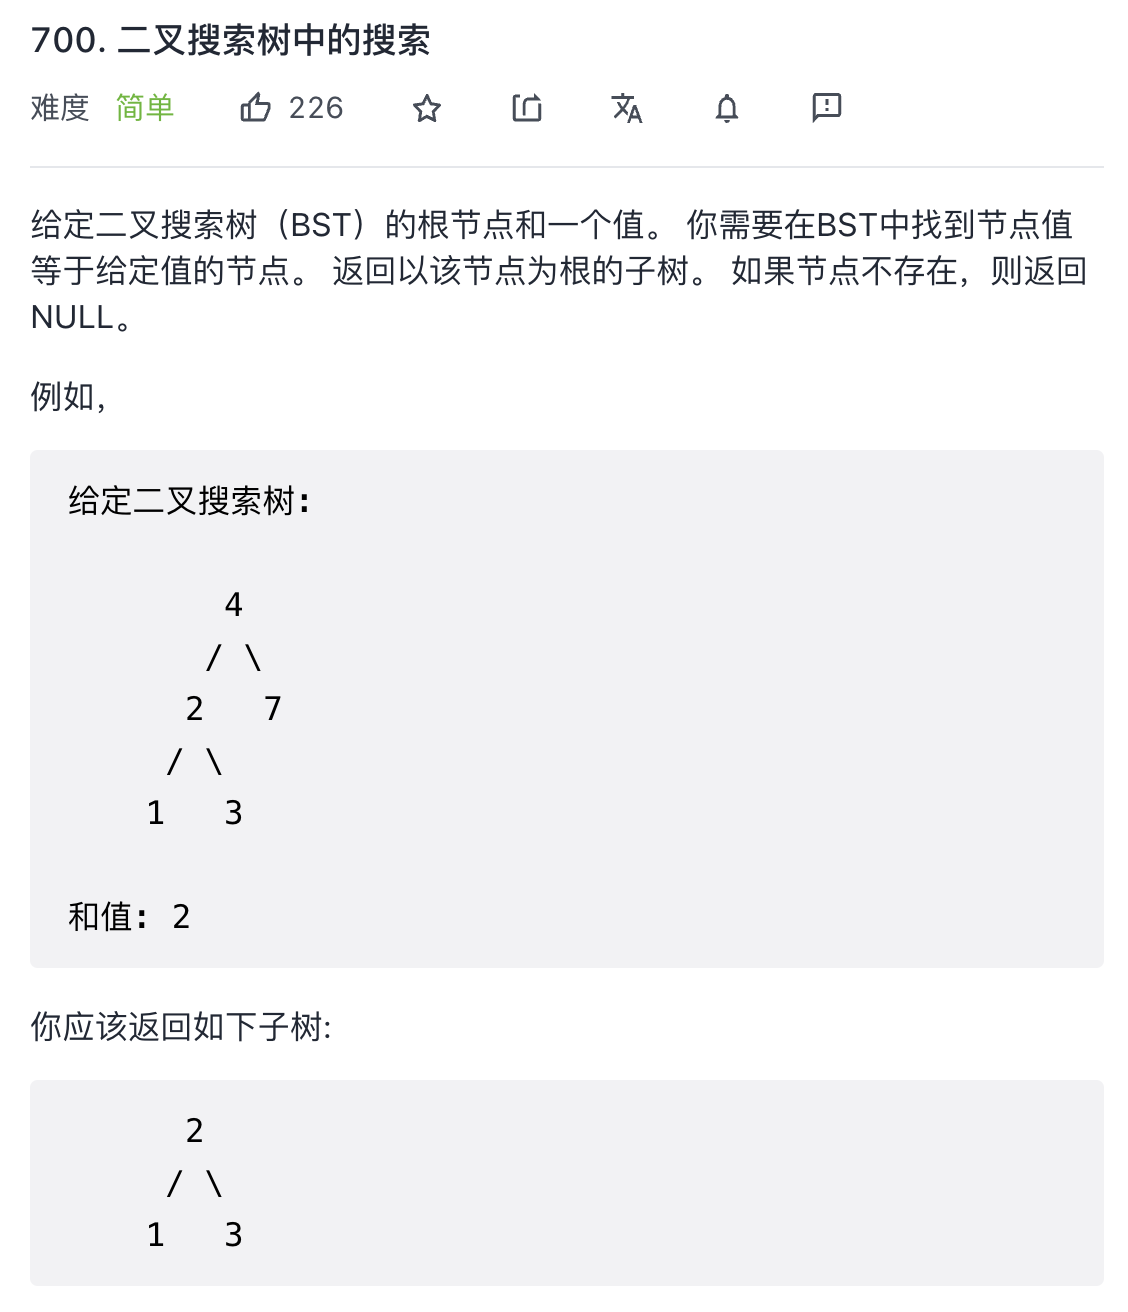 700. 二叉搜索树中的搜索
难度 简单 226
给定二叉搜索树（BST）的根节点和一个值。 你需要在BST中找到节点值
等于给定值的节点。 返回以该节点为根的子树。 如果节点不存在，则返回
NULL。
例如，
给定二叉搜索树:
4
/ \
2 7
/ \
1 3
和值: 2
你应该返回如下子树:
2
/ \
1 3